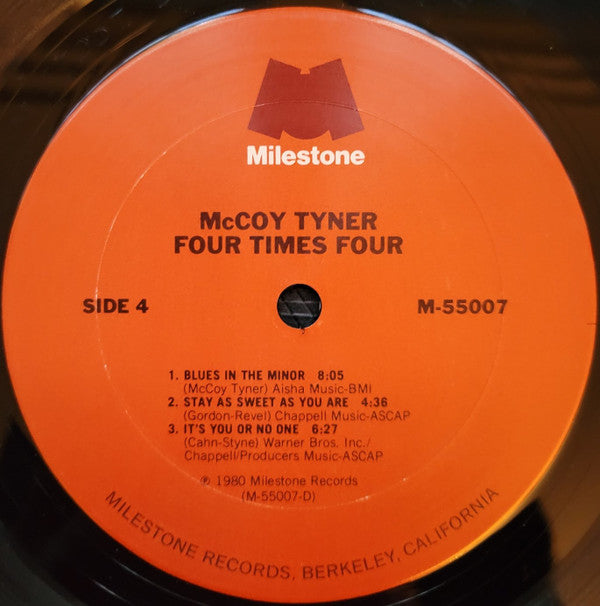 Milestone
McCOY TYNER
FOUR TIMES FOUR
SIDE 4
M-55007
1. BLUES IN THE MINOR 8:05
(McCoy Tyner) Aisha Music-BMI
2. STAY AS SWEET AS YOU ARE 4:36
(Gordon-Revel) Chappell Music-ASCAP
3. IT'S YOU OR NO ONE 6:27
(Cahn-Styne) Warner Bros. Inc./
Chappell/Producers Music-ASCAP
℗ 1980 Milestone Records
(M-55007-D)
MILESTONE RECORDS, BERKELEY, CALIFORNIA